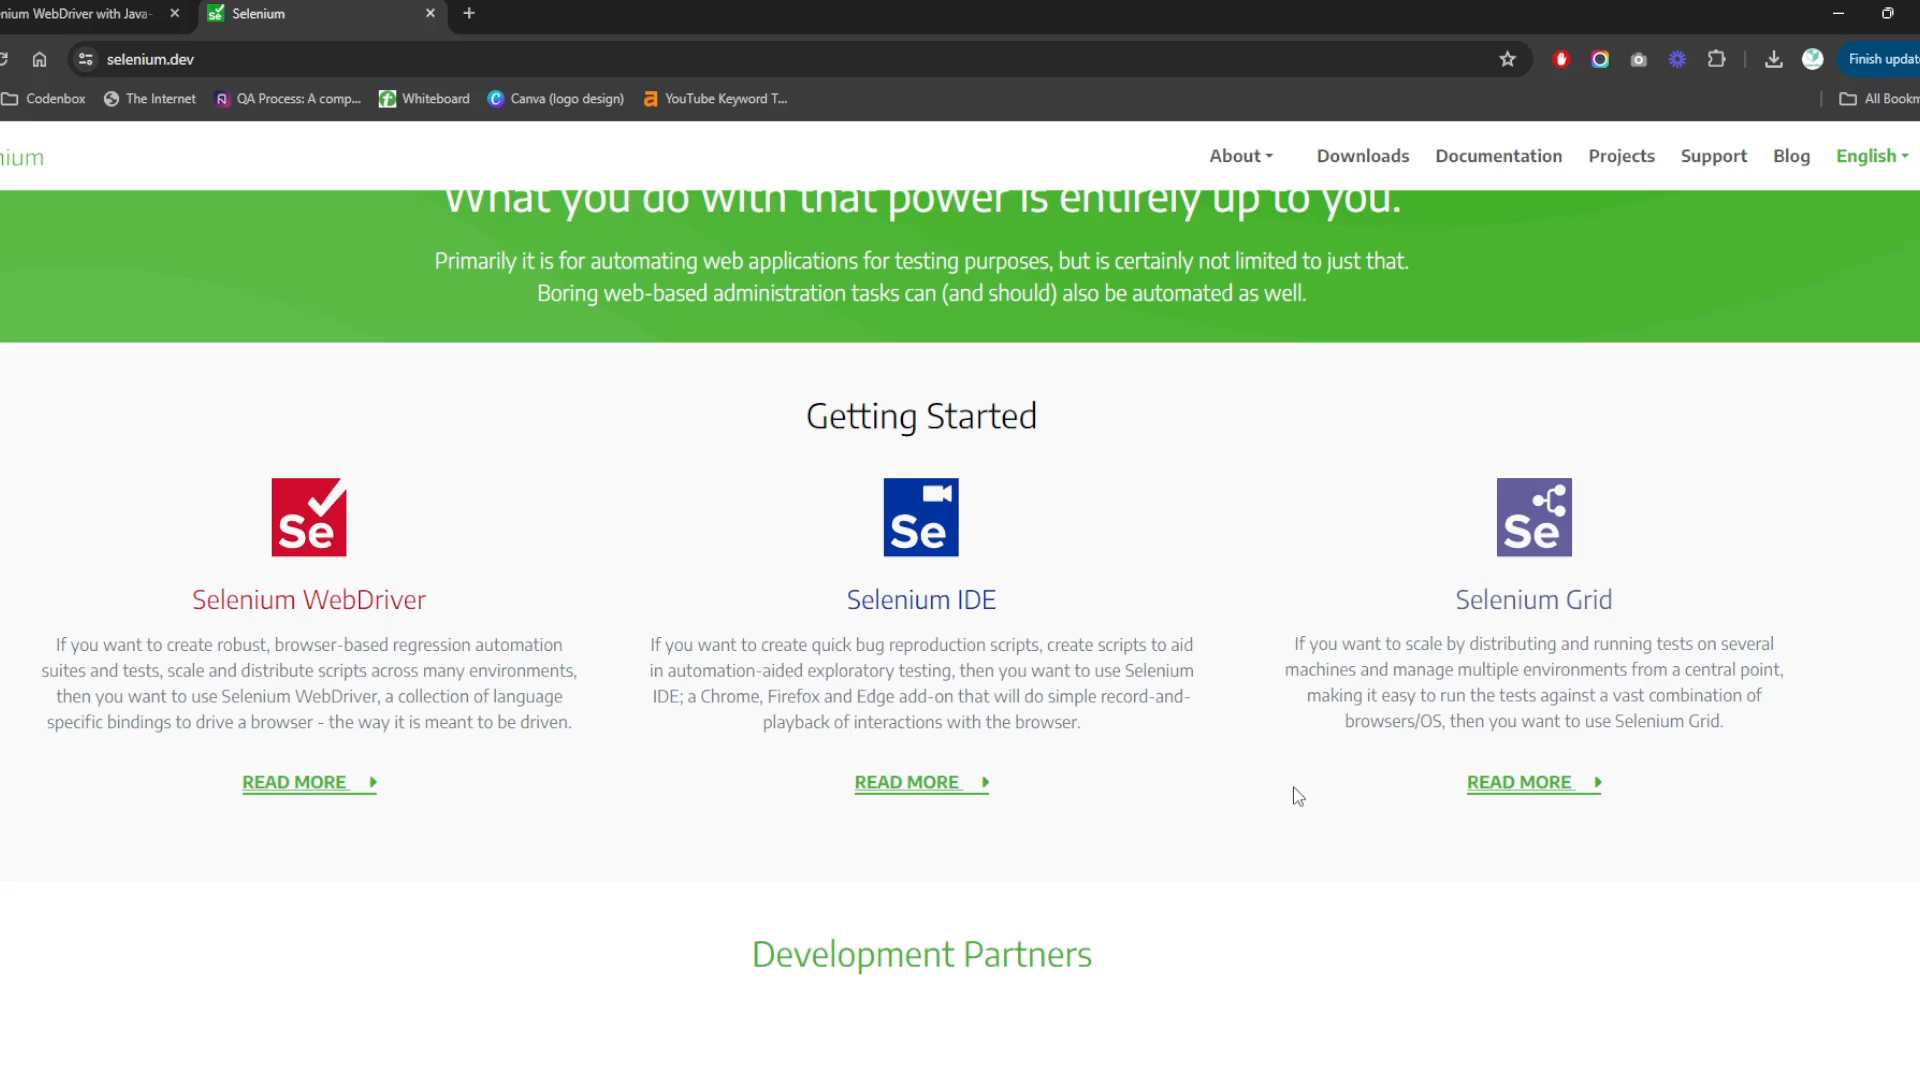 nium WebDriver with Java-
Selenium
selenium.dev
Finish updat
Codenbox
The Internet
QA Process: A comp...
Whiteboard
Canva (logo design)
YouTube Keyword T...
All Bookm
nium
About
Downloads
Documentation
Projects
Support
Blog
English
What you do with that power is entirely up to you.
Primarily it is for automating web applications for testing purposes, but is certainly not limited to just that.
Boring web-based administration tasks can (and should) also be automated as well.
Getting Started
Se
Selenium WebDriver
If you want to create robust, browser-based regression automation
suites and tests, scale and distribute scripts across many environments,
then you want to use Selenium WebDriver, a collection of language
specific bindings to drive a browser - the way it is meant to be driven.
READ MORE
Se
Selenium IDE
If you want to create quick bug reproduction scripts, create scripts to aid
in automation-aided exploratory testing, then you want to use Selenium
IDE; a Chrome, Firefox and Edge add-on that will do simple record-and-
playback of interactions with the browser.
READ MORE
Se
Selenium Grid
If you want to scale by distributing and running tests on several
machines and manage multiple environments from a central point,
making it easy to run the tests against a vast combination of
browsers/OS, then you want to use Selenium Grid.
READ MORE
Development Partners